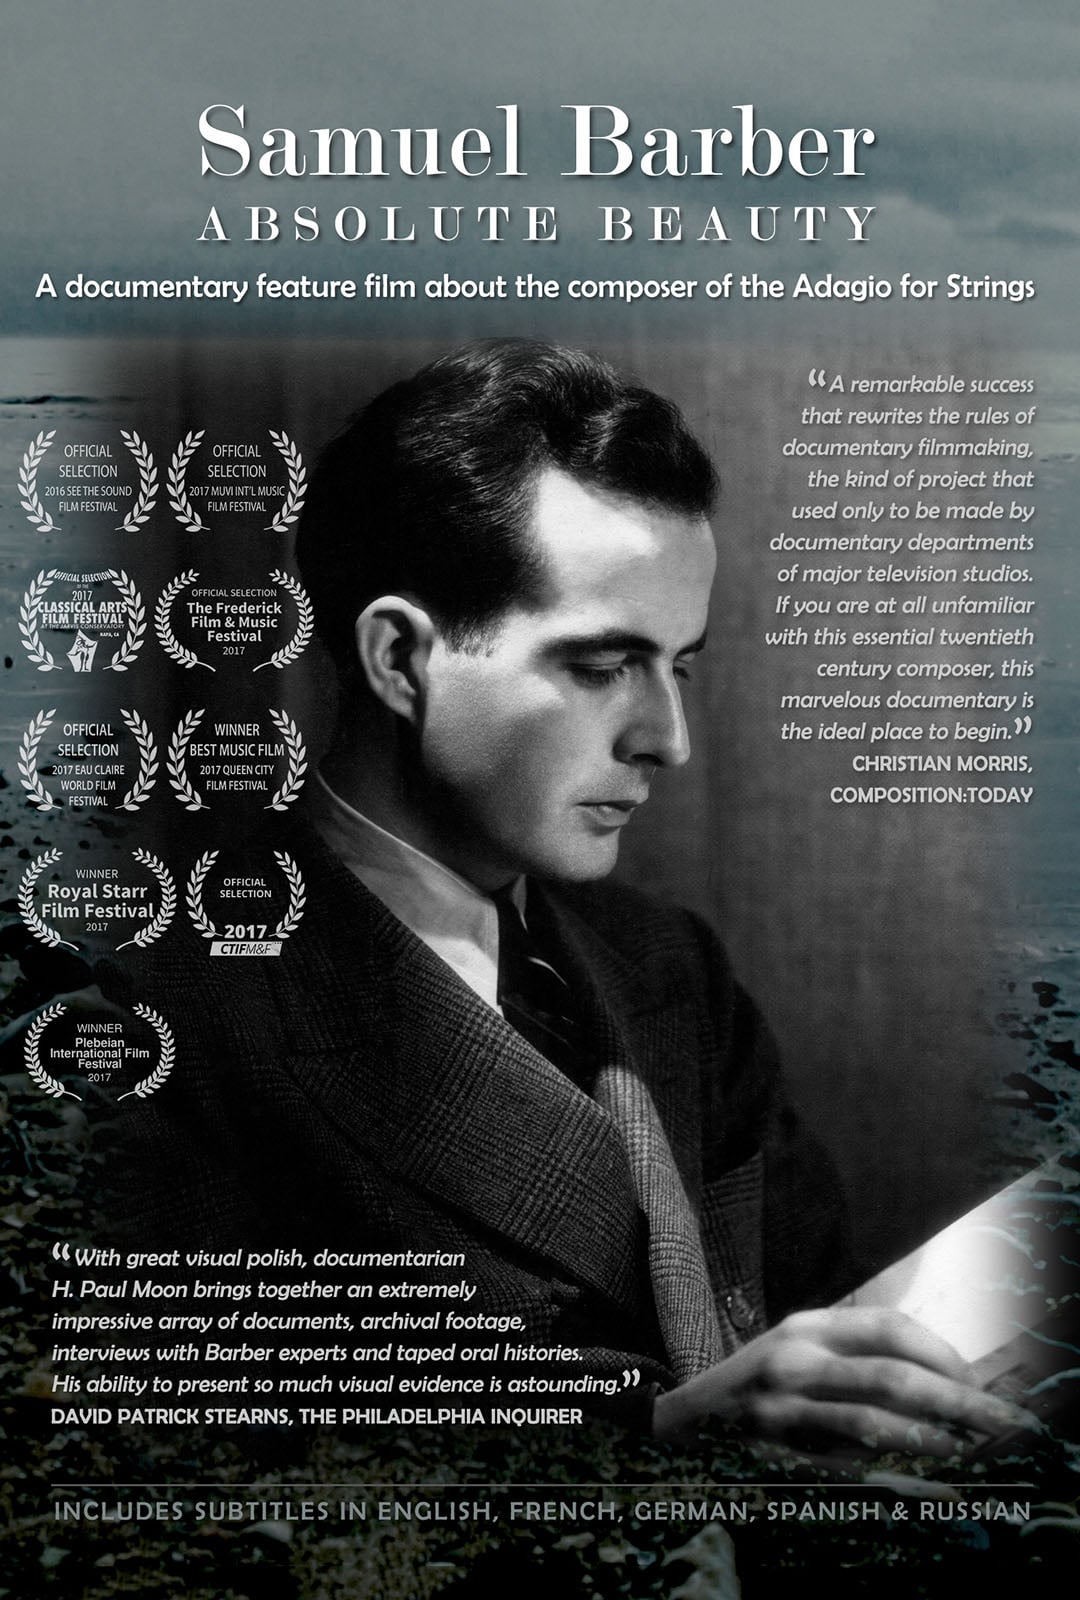 Samuel Barber
ABSOLUTE BEAUTY
A documentary feature film about the composer of the Adagio for Strings
“A remarkable success
that rewrites the rules of
documentary filmmaking,
the kind of project that
used only to be made by
documentary departments
of major television studios.
If you are at all unfamiliar
with this essential twentieth
century composer, this
marvelous documentary is
the ideal place to begin.”
CHRISTIAN MORRIS,
COMPOSITION:TODAY
OFFICIAL
SELECTION
2016 SEE THE SOUND
FILM FESTIVAL
OFFICIAL
SELECTION
2017 MUVI INT'L MUSIC
FILM FESTIVAL
OFFICIAL SELECTION
OF THE
2017
CLASSICAL ARTS
FILM FESTIVAL
AT THE JARVIS CONSERVATORY
NAPA, CA
OFFICIAL SELECTION
The Frederick
Film & Music
Festival
2017
OFFICIAL
SELECTION
2017 EAU CLAIRE
WORLD FILM
FESTIVAL
WINNER
BEST MUSIC FILM
2017 QUEEN CITY
FILM FESTIVAL
WINNER
Royal Starr
Film Festival
2017
OFFICIAL
SELECTION
2017
CTIFM&F
WINNER
Plebeian
International Film
Festival
2017
“With great visual polish, documentarian
H. Paul Moon brings together an extremely
impressive array of documents, archival footage,
interviews with Barber experts and taped oral histories.
His ability to present so much visual evidence is astounding.”
DAVID PATRICK STEARNS, THE PHILADELPHIA INQUIRER
INCLUDES SUBTITLES IN ENGLISH, FRENCH, GERMAN, SPANISH & RUSSIAN